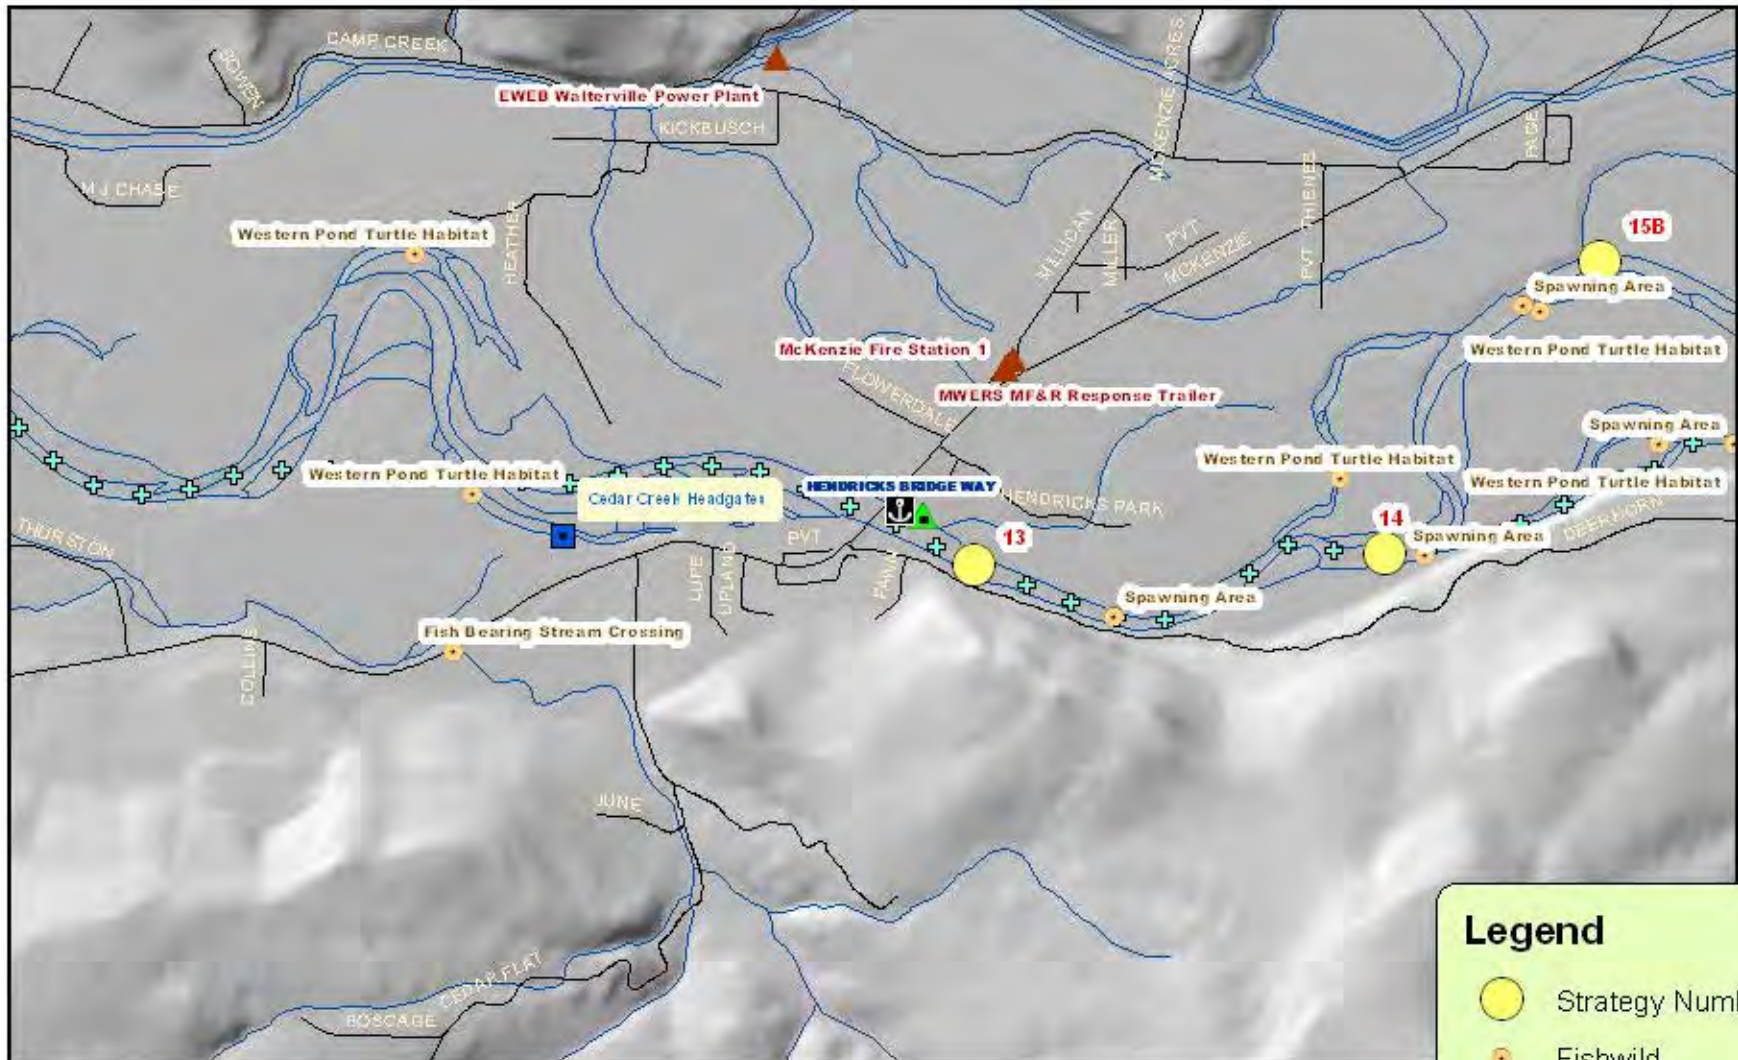 CAMP CREEK
BOWEN
EWEB Walterville Power Plant
KICKBUSCH
MCKENZIE ACRES
PAGE
M J CHASE
Western Pond Turtle Habitat
HEATHER
MILLICAN
MILLER
PVT
MCKENZIE
PVT THIENES
15B
Spawning Area
McKenzie Fire Station 1
Western Pond Turtle Habitat
FLOWERDALE
MWERS MF&R Response Trailer
Spawning Area
Western Pond Turtle Habitat
Western Pond Turtle Habitat
Western Pond Turtle Habitat
Cedar Creek Headgates
HENDRICKS BRIDGE WAY
HENDRICKS PARK
THURSTON
PVT
13
14
Spawning Area
DEERHORN
LUPE
UPLAND
Spawning Area
Fish Bearing Stream Crossing
COLLINS
JUNE
CEDAR FLAT
BOSCAGE
Legend
Strategy Num
Fishwild